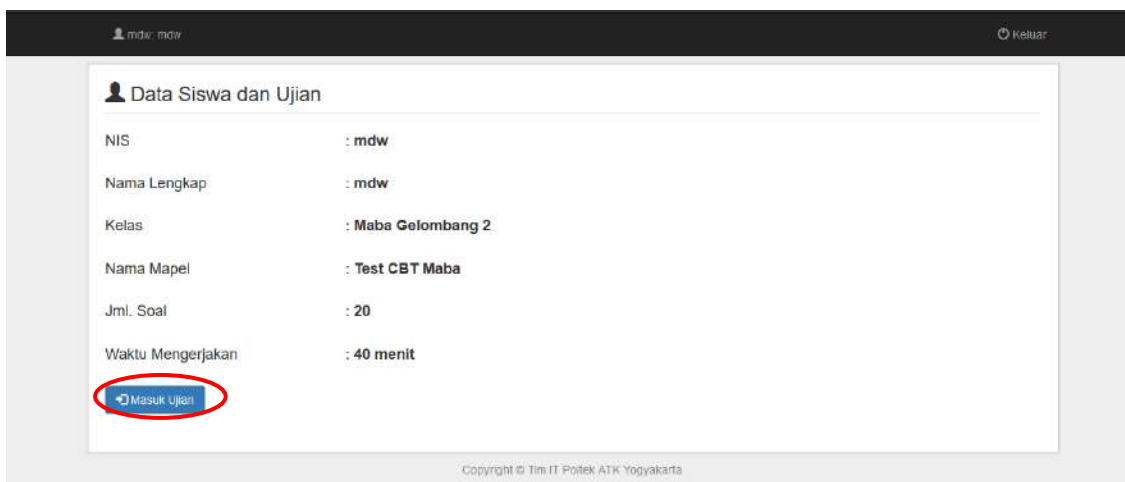 mdw: mdw Keluar
Data Siswa dan Ujian
NIS : mdw
Nama Lengkap : mdw
Kelas : Maba Gelombang 2
Nama Mapel : Test CBT Maba
Jml. Soal : 20
Waktu Mengerjakan : 40 menit
Masuk Ujian
Copyright © Tim IT Poltek ATK Yogyakarta